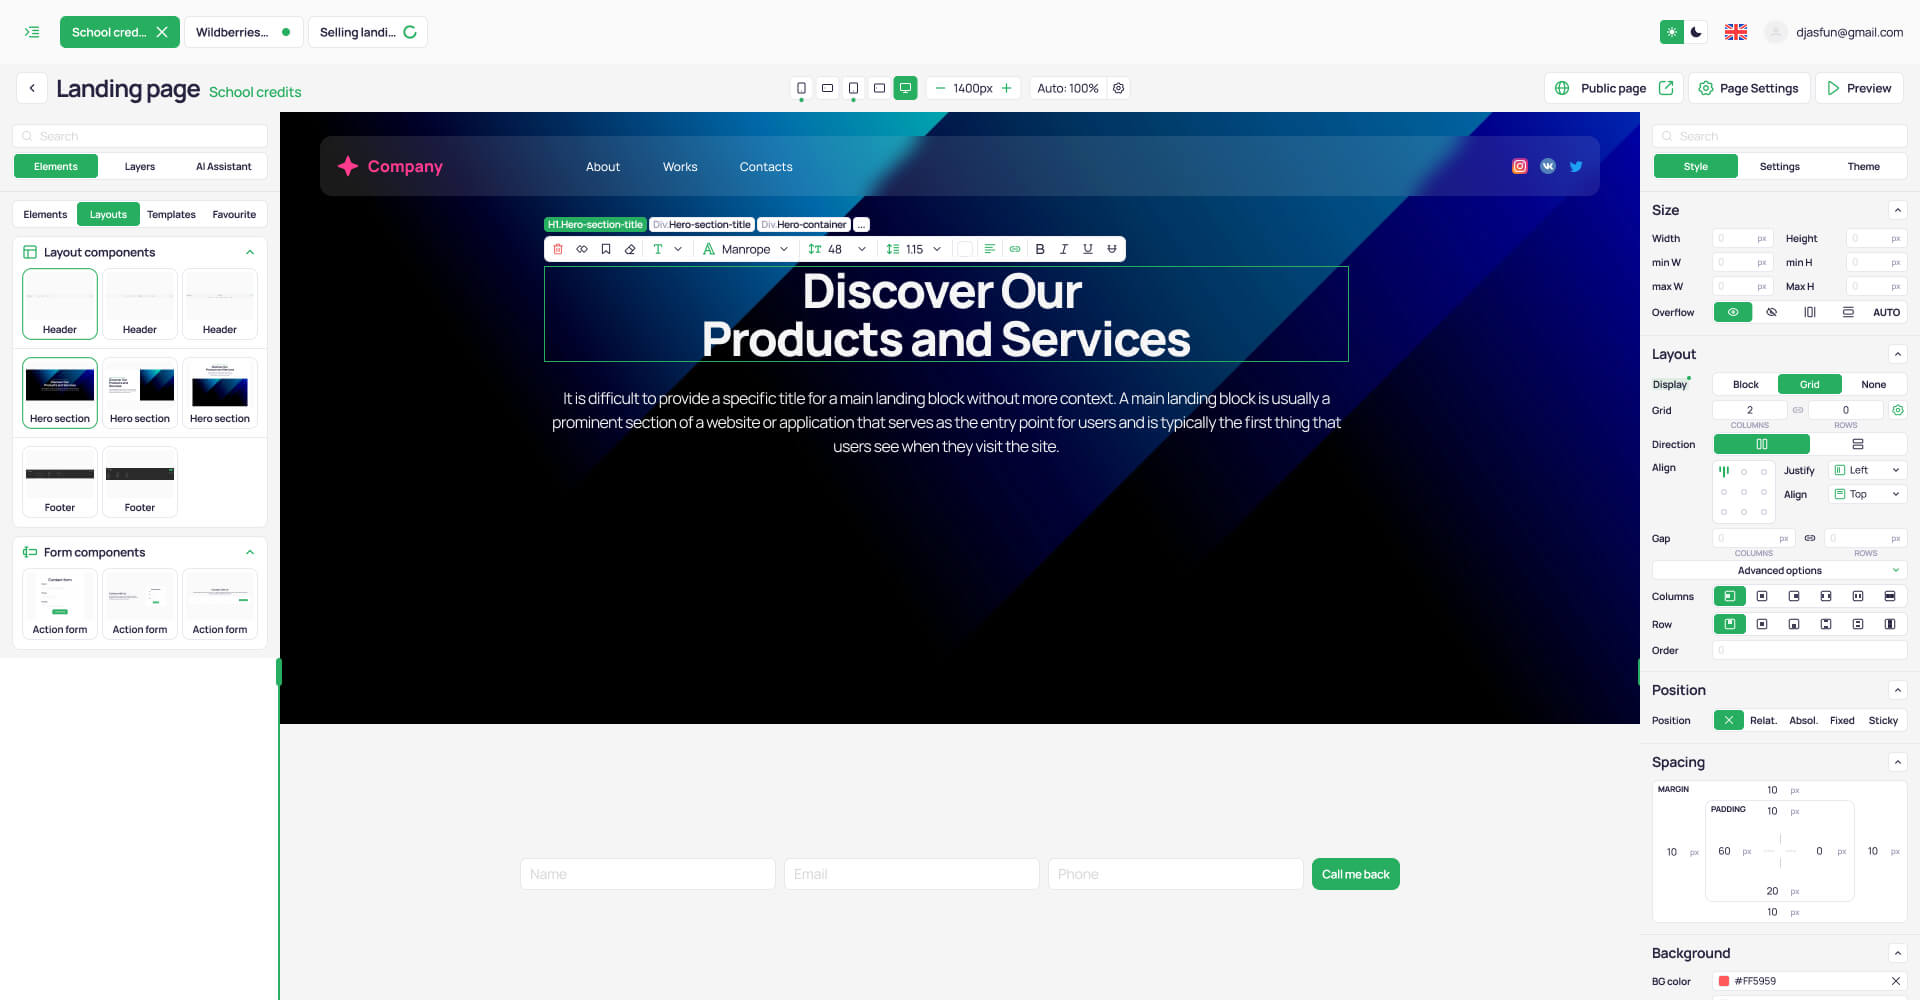 School cred...
Wildberries...
Selling landi...
djasfun@gmail.com
Landing page School credits
1400px
Auto: 100%
Public page
Page Settings
Preview
Search
Elements Layers AI Assistant
Elements Layouts Templates Favourite
Layout components
Header Header Header
Hero section Hero section Hero section
Footer Footer
Form components
Action form Action form Action form
Company
About Works Contacts
H1.Hero-section-title Div.Hero-section-title Div.Hero-container ...
T Manrope 48 1.15 B I U
Discover Our
Products and Services
It is difficult to provide a specific title for a main landing block without more context. A main landing block is usually a
prominent section of a website or application that serves as the entry point for users and is typically the first thing that
users see when they visit the site.
Name Email Phone Call me back
Search
Style Settings Theme
Size
Width 0 px Height 0 px
min W 0 px min H 0 px
max W 0 px Max H 0 px
Overflow AUTO
Layout
Display Block Grid None
Grid 2 0
COLUMNS ROWS
Direction
Align Justify Left
Align Top
Gap 0 px 0 px
COLUMNS ROWS
Advanced options
Columns
Row
Order 0
Position
Position Relat. Absol. Fixed Sticky
Spacing
MARGIN 10 px
PADDING 10 px
10 px 60 px 0 px 10 px
20 px
10 px
Background
BG color #FF5959